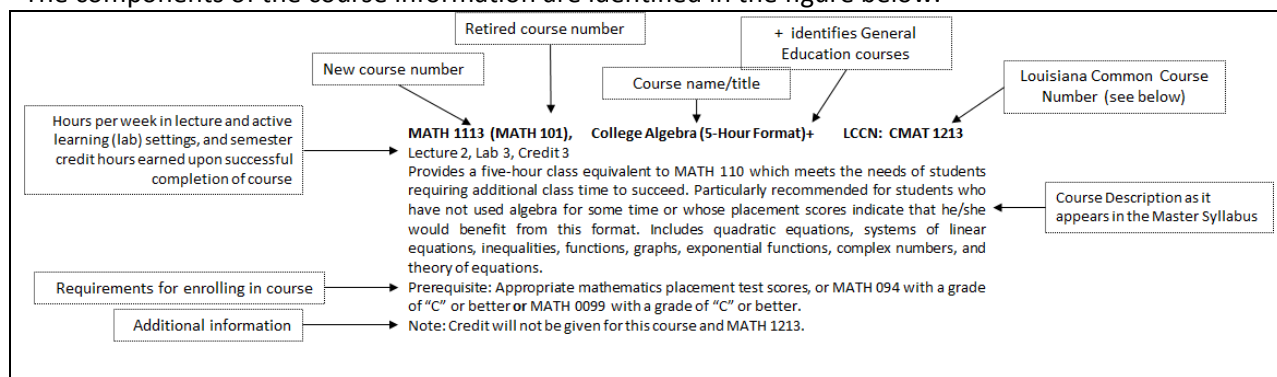 The components of the course information are identified in the figure below.
Retired course number
+ identifies General
Education courses
New course number
Course name/title
Louisiana Common Course
Number (see below)
Hours per week in lecture and active
learning (lab) settings, and semester
credit hours earned upon successful
completion of course
MATH 1113 (MATH 101), College Algebra (5-Hour Format)+ LCCN: CMAT 1213
Lecture 2, Lab 3, Credit 3
Provides a five-hour class equivalent to MATH 110 which meets the needs of students
requiring additional class time to succeed. Particularly recommended for students who
have not used algebra for some time or whose placement scores indicate that he/she
would benefit from this format. Includes quadratic equations, systems of linear
equations, inequalities, functions, graphs, exponential functions, complex numbers, and
theory of equations.
Course Description as it
appears in the Master Syllabus
Requirements for enrolling in course
Prerequisite: Appropriate mathematics placement test scores, or MATH 094 with a grade
of "C" or better or MATH 0099 with a grade of "C" or better.
Additional information
Note: Credit will not be given for this course and MATH 1213.